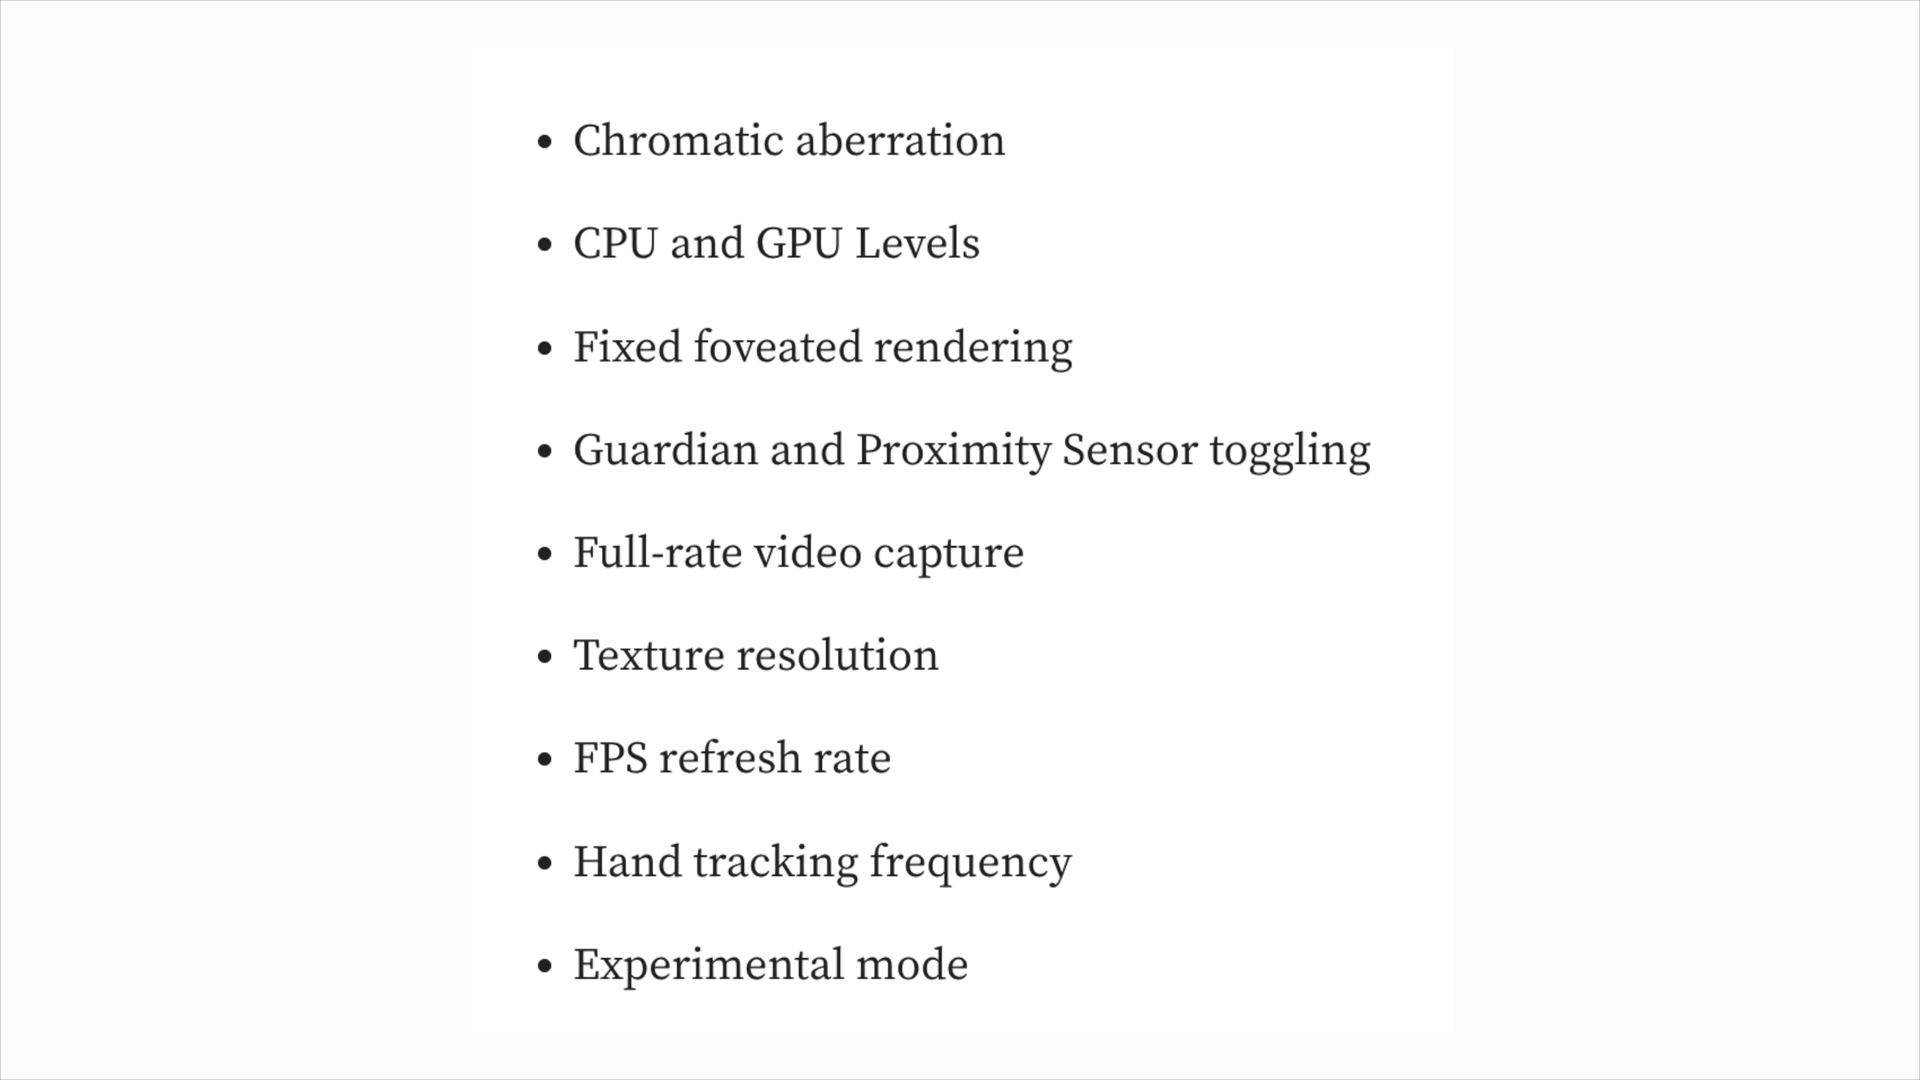 • Chromatic aberration
• CPU and GPU Levels
• Fixed foveated rendering
• Guardian and Proximity Sensor toggling
• Full-rate video capture
• Texture resolution
• FPS refresh rate
• Hand tracking frequency
• Experimental mode